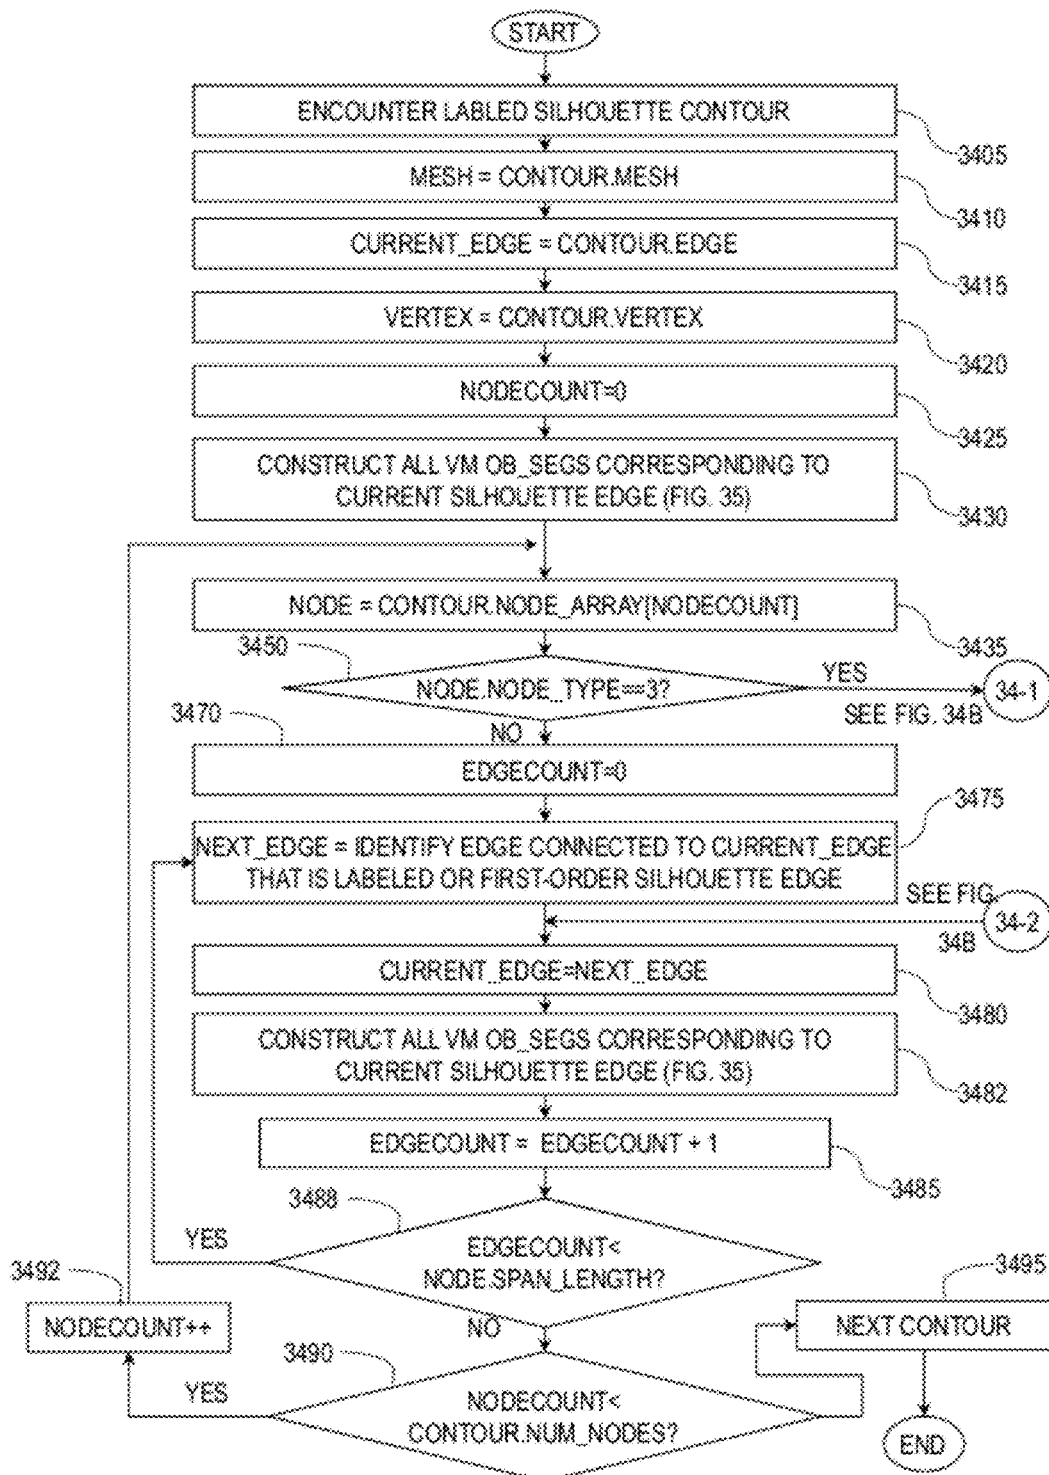 START
ENCOUNTER LABLED SILHOUETTE CONTOUR
3405
MESH = CONTOUR.MESH
3410
CURRENT_EDGE = CONTOUR.EDGE
3415
VERTEX = CONTOUR.VERTEX
3420
NODECOUNT=0
3425
CONSTRUCT ALL VM OB_SEGS CORRESPONDING TO
CURRENT SILHOUETTE EDGE (FIG. 35)
3430
NODE = CONTOUR.NODE_ARRAY[NODECOUNT]
3435
3450
NODE.NODE_TYPE==3?
YES
34-1
SEE FIG. 34B
NO
3470
EDGECOUNT=0
3475
NEXT_EDGE = IDENTIFY EDGE CONNECTED TO CURRENT_EDGE
THAT IS LABELED OR FIRST-ORDER SILHOUETTE EDGE
SEE FIG.
34B
34-2
CURRENT_EDGE=NEXT_EDGE
3480
CONSTRUCT ALL VM OB_SEGS CORRESPONDING TO
CURRENT SILHOUETTE EDGE (FIG. 35)
3482
EDGECOUNT = EDGECOUNT + 1
3485
3488
YES
EDGECOUNT<
NODE.SPAN_LENGTH?
NO
3492
NODECOUNT++
3495
NEXT CONTOUR
3490
YES
NODECOUNT<
CONTOUR.NUM_NODES?
END